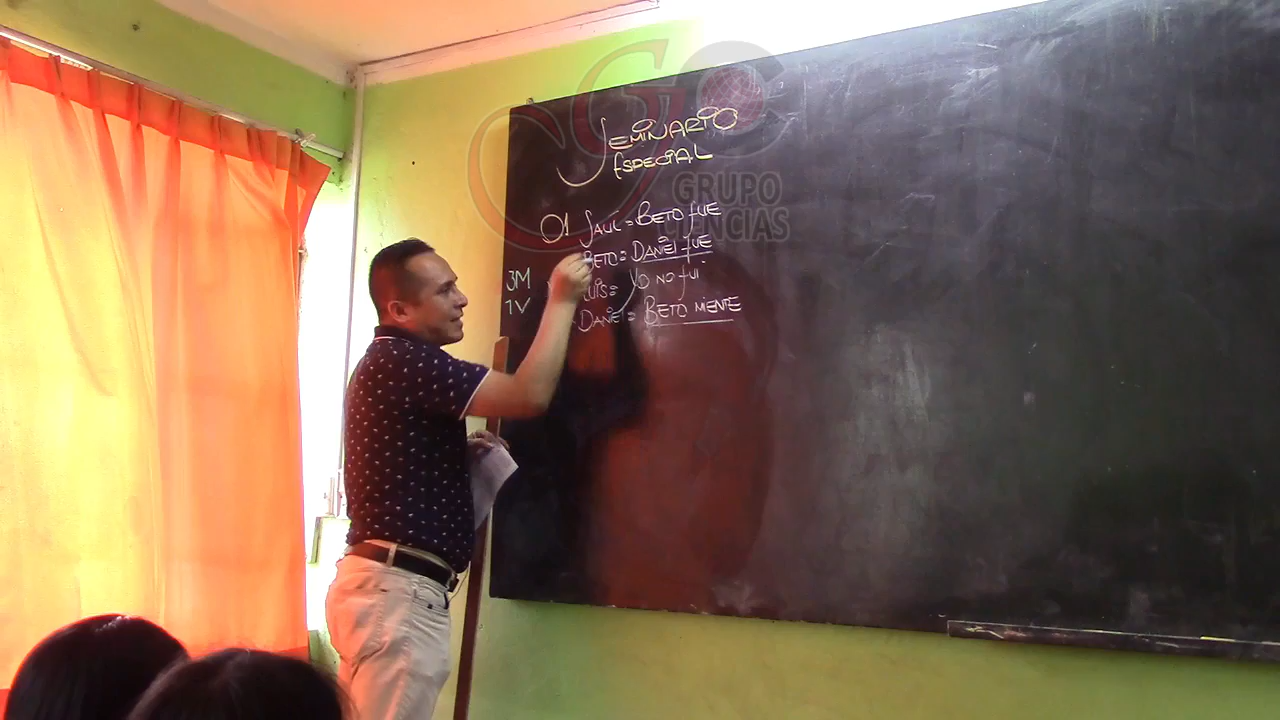 SEMINARIO
ESPECIAL
01 SAUL = BETO FUE
BETO = DANIEL FUE
LUIS = YO NO FUI
DANIEL = BETO MIENTE
3M
1V
GRUPO
CIENCIAS